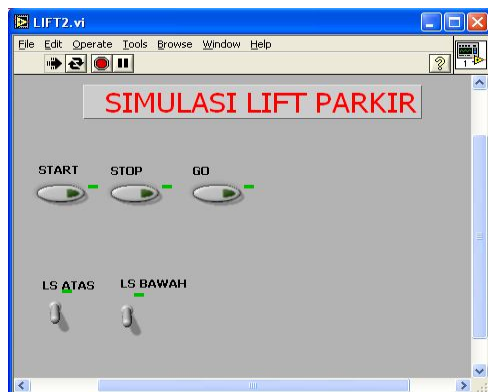 LIFT2.vi
File Edit Operate Tools Browse Window Help
1
SIMULASI LIFT PARKIR
START STOP GO
LS ATAS LS BAWAH